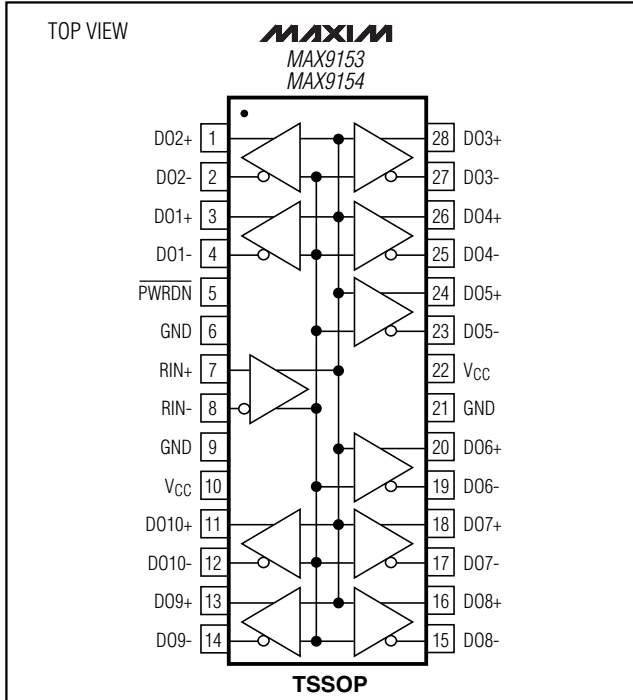 TOP VIEW
MAXIM
MAX9153
MAX9154
DO2+ 1 28 DO3+
DO2- 2 27 DO3-
DO1+ 3 26 DO4+
DO1- 4 25 DO4-
PWRDN 5 24 DO5+
GND 6 23 DO5-
RIN+ 7 22 VCC
RIN- 8 21 GND
GND 9 20 DO6+
VCC 10 19 DO6-
DO10+ 11 18 DO7+
DO10- 12 17 DO7-
DO9+ 13 16 DO8+
DO9- 14 15 DO8-
TSSOP